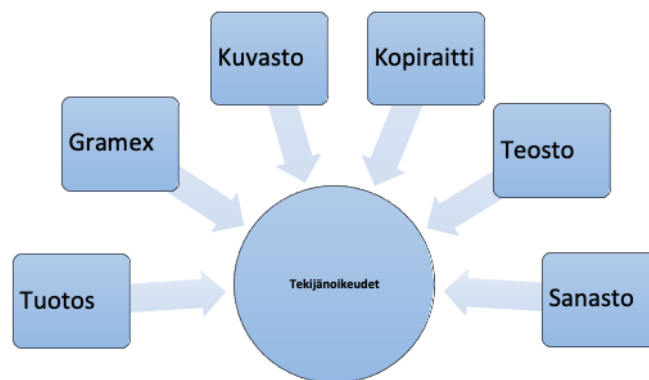 Kuvasto
Kopiraitti
Gramex
Teosto
Tuotos
Tekijänoikeudet
Sanasto